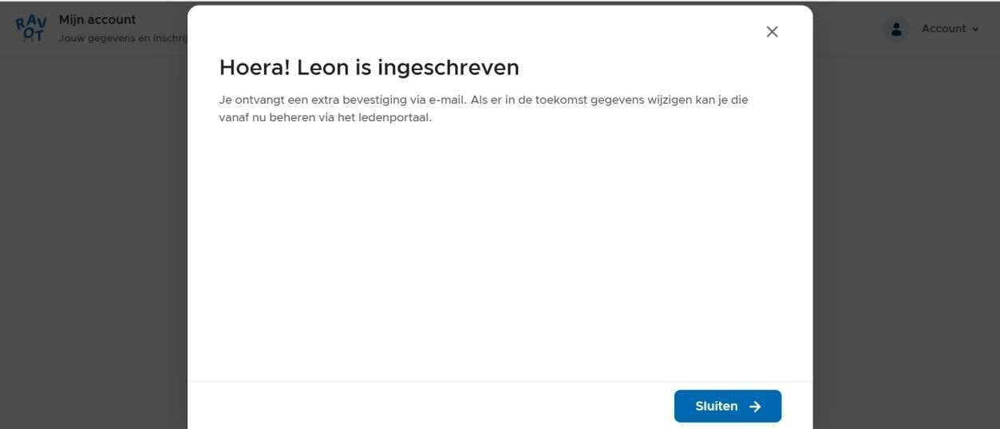 RAV
OT
Mijn account
Jouw gegevens en inschrij
Account
Hoera! Leon is ingeschreven
Je ontvangt een extra bevestiging via e-mail. Als er in de toekomst gegevens wijzigen kan je die
vanaf nu beheren via het ledenportaal.
Sluiten